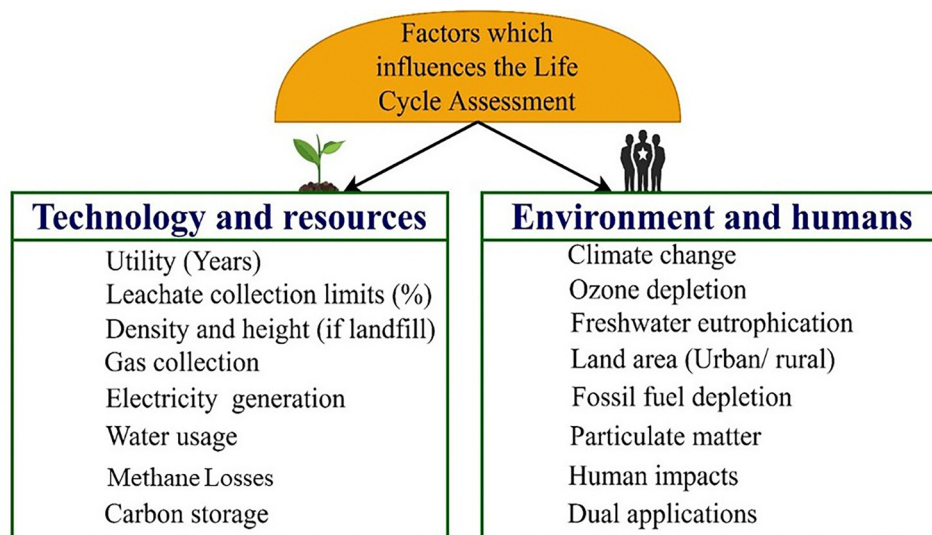 Factors which
influences the Life
Cycle Assessment
Technology and resources
Utility (Years)
Leachate collection limits (%)
Density and height (if landfill)
Gas collection
Electricity generation
Water usage
Methane Losses
Carbon storage
Environment and humans
Climate change
Ozone depletion
Freshwater eutrophication
Land area (Urban/ rural)
Fossil fuel depletion
Particulate matter
Human impacts
Dual applications